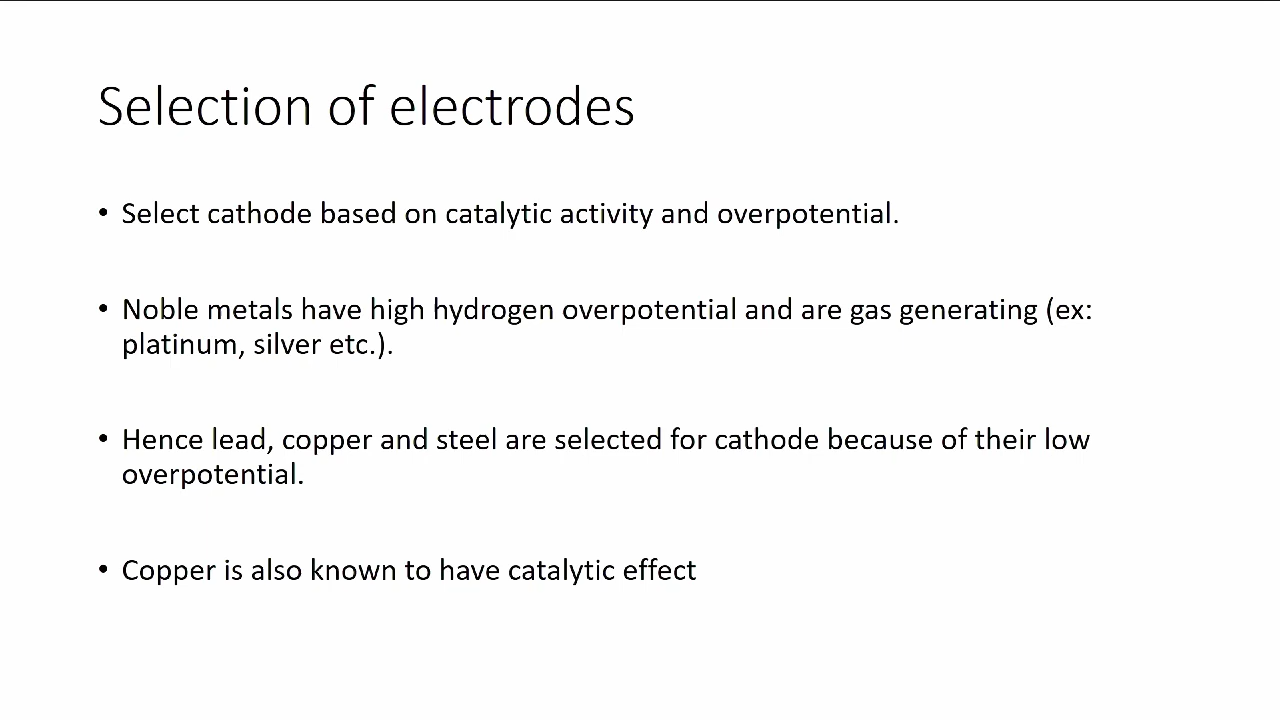 Selection of electrodes
• Select cathode based on catalytic activity and overpotential.
• Noble metals have high hydrogen overpotential and are gas generating (ex:
platinum, silver etc.).
• Hence lead, copper and steel are selected for cathode because of their low
overpotential.
• Copper is also known to have catalytic effect